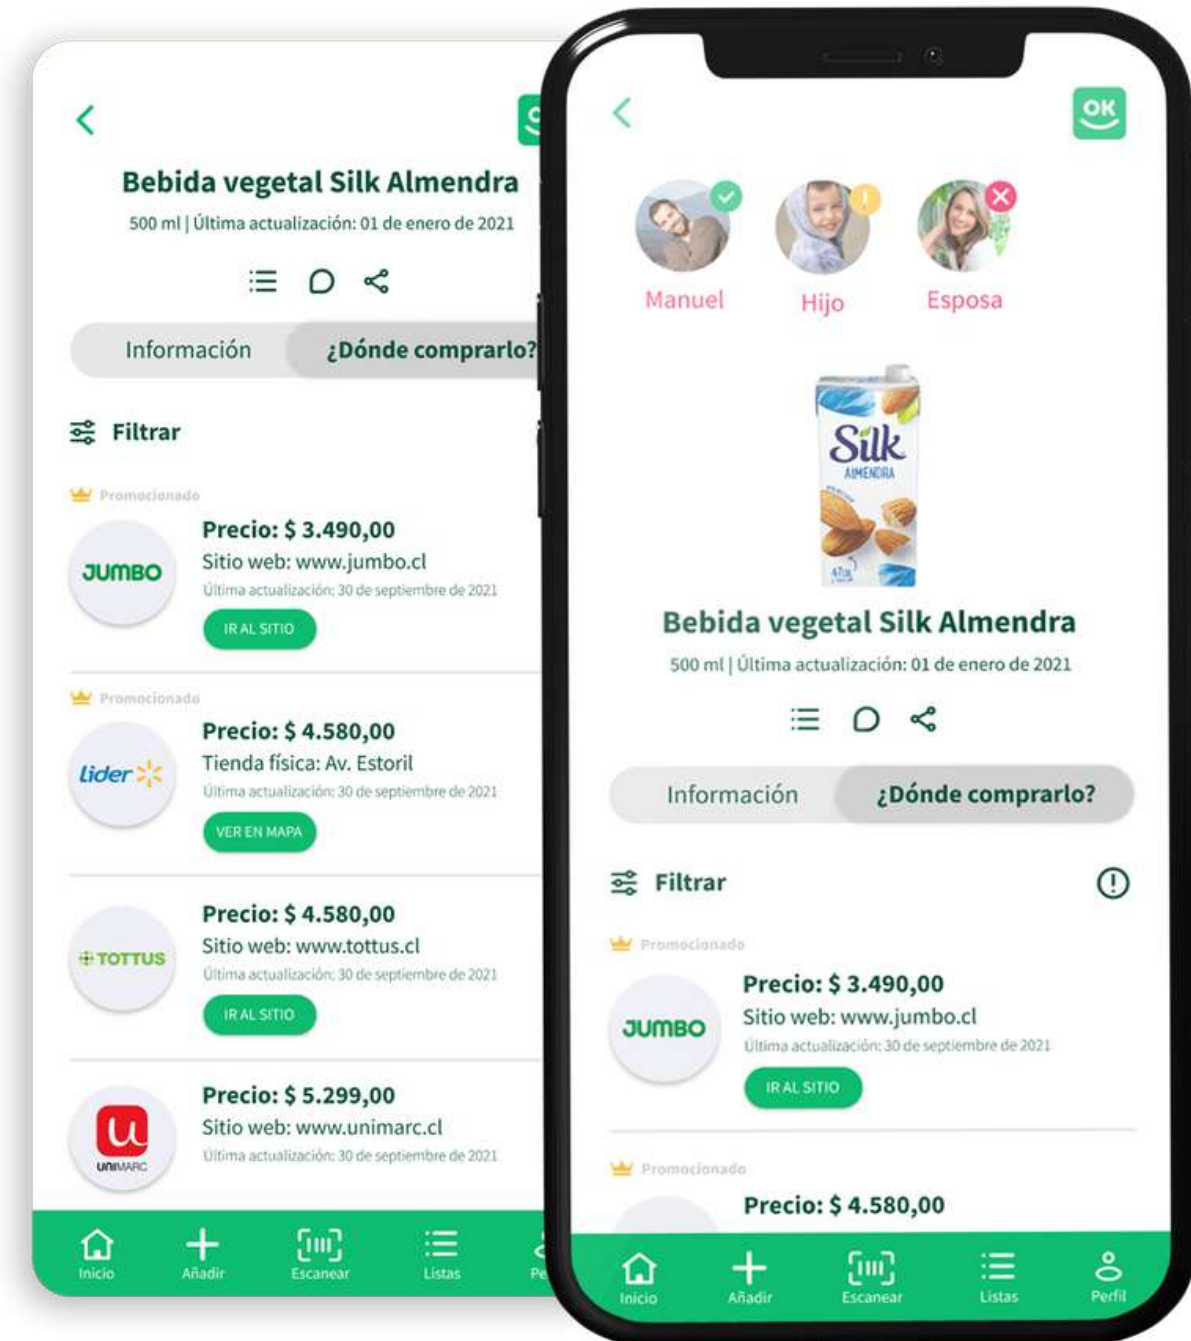 Bebida vegetal Silk Almendra
500 ml | Última actualización: 01 de enero de 2021
Información
¿Dónde comprarlo?
Filtrar
Promocionado
JUMBO
Precio: $ 3.490,00
Sitio web: www.jumbo.cl
Última actualización: 30 de septiembre de 2021
IR AL SITIO
Promocionado
Lider
Precio: $ 4.580,00
Tienda física: Av. Estoril
Última actualización: 30 de septiembre de 2021
VER EN MAPA
TOTTUS
Precio: $ 4.580,00
Sitio web: www.tottus.cl
Última actualización: 30 de septiembre de 2021
IR AL SITIO
UNIMARC
Precio: $ 5.299,00
Sitio web: www.unimarc.cl
Última actualización: 30 de septiembre de 2021
Inicio
Añadir
Escanear
Listas
Pe
OK
Manuel
Hijo
Esposa
Silk
ALMENDRA
Bebida vegetal Silk Almendra
500 ml | Última actualización: 01 de enero de 2021
Información
¿Dónde comprarlo?
Filtrar
Promocionado
JUMBO
Precio: $ 3.490,00
Sitio web: www.jumbo.cl
Última actualización: 30 de septiembre de 2021
IR AL SITIO
Promocionado
Precio: $ 4.580,00
Inicio
Añadir
Escanear
Listas
Perfil